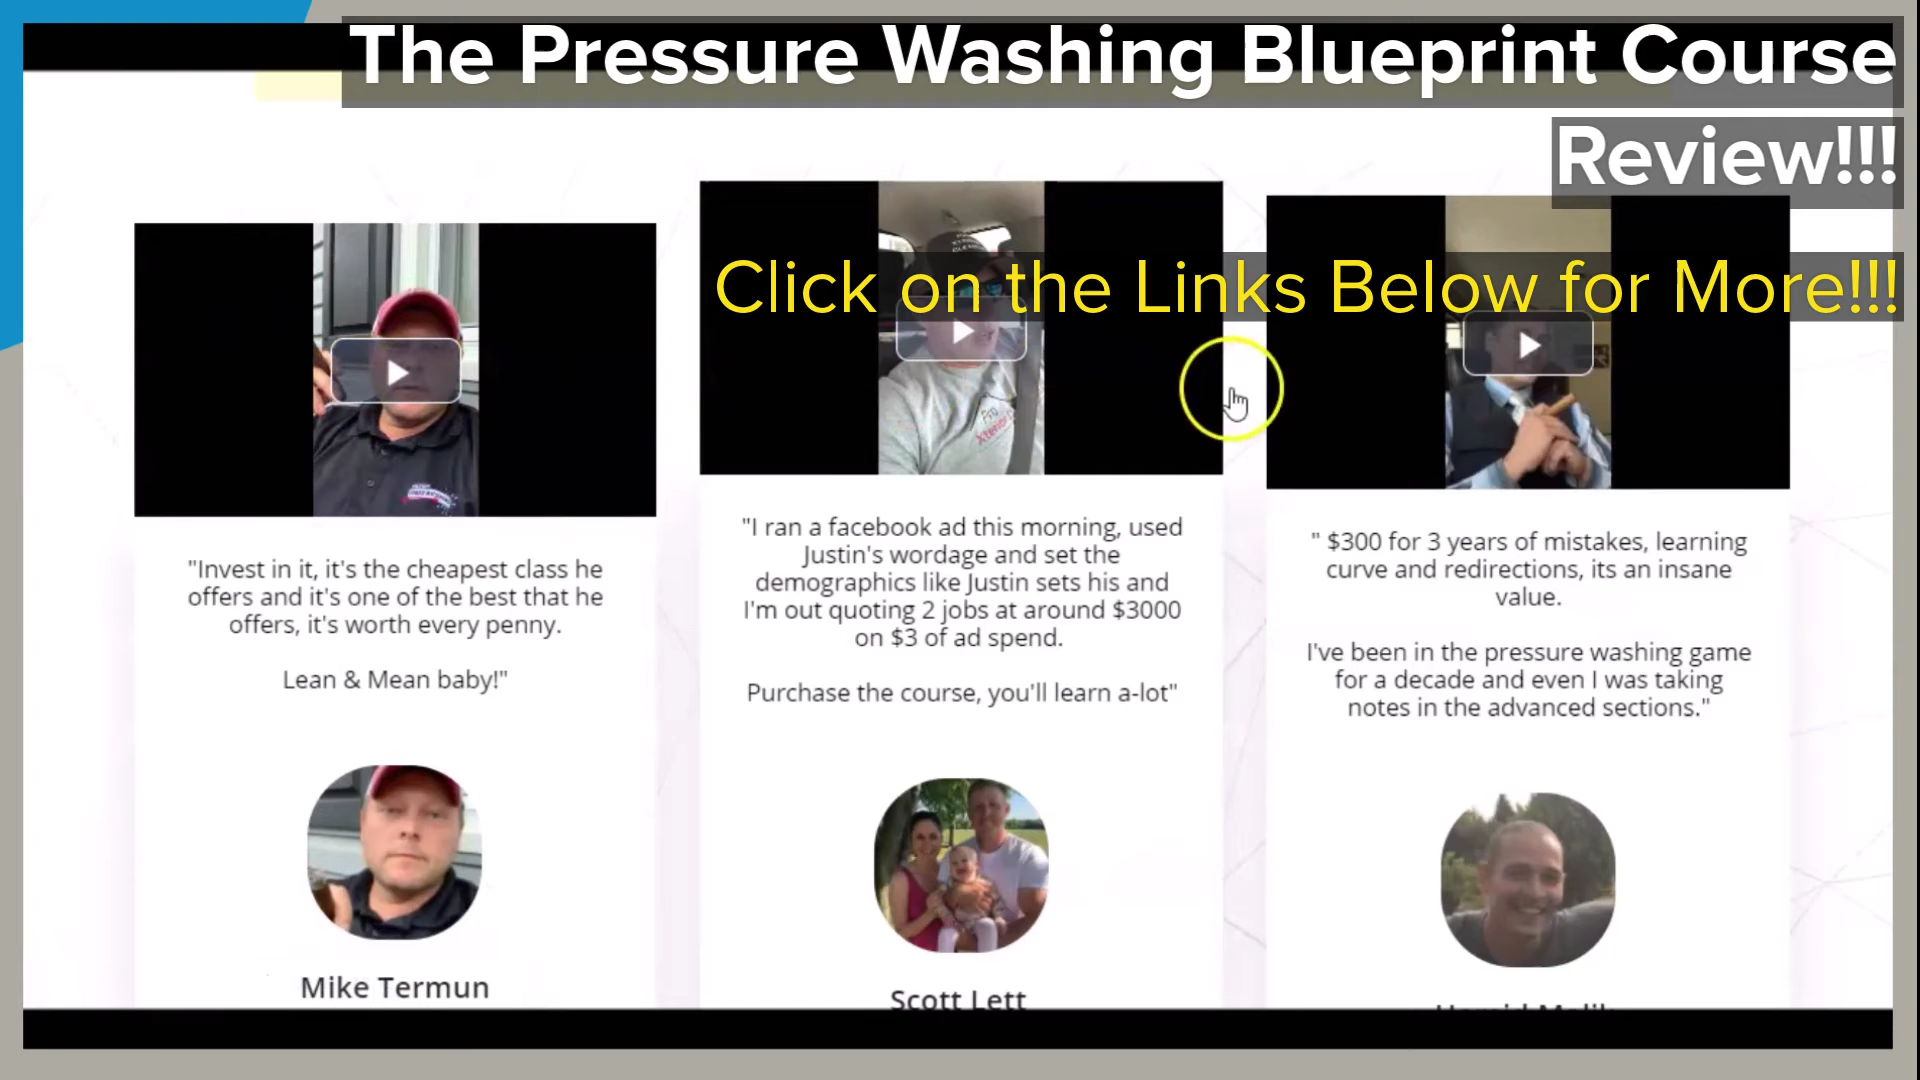 The Pressure Washing Blueprint Course
Review!!!
Click on the Links Below for More!!!
"Invest in it, it's the cheapest class he
offers and it's one of the best that he
offers, it's worth every penny.
Lean & Mean baby!"
Mike Termun
"I ran a facebook ad this morning, used
Justin's wordage and set the
demographics like Justin sets his and
I'm out quoting 2 jobs at around $3000
on $3 of ad spend.
Purchase the course, you'll learn a-lot"
Scott Lett
" $300 for 3 years of mistakes, learning
curve and redirections, its an insane
value.
I've been in the pressure washing game
for a decade and even I was taking
notes in the advanced sections."